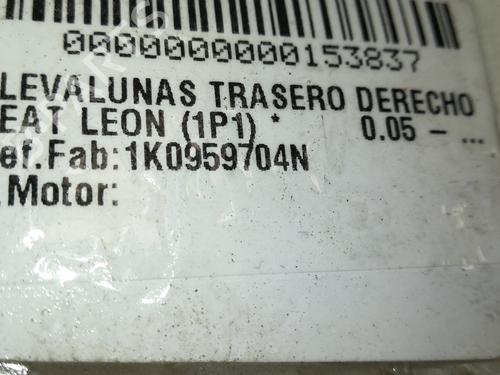 0000000000153837
LEVALUNAS TRASERO DERECHO
EAT LEON (1P1) * 0.05 - ...
ef.Fab:1K0959704N
.Motor: